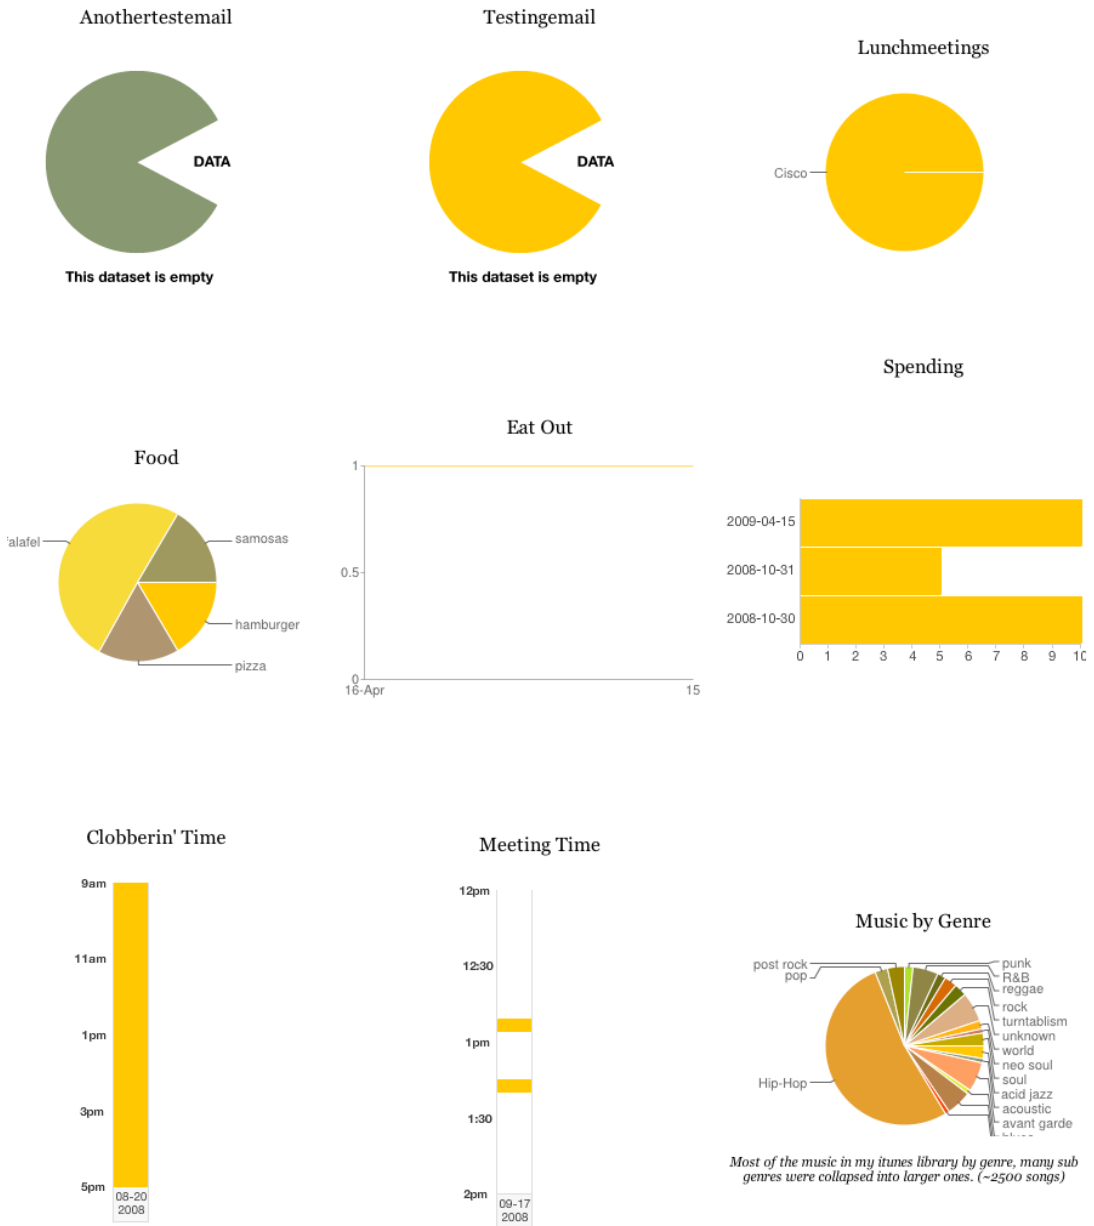 Anothertestemail
DATA
This dataset is empty
Testingemail
DATA
This dataset is empty
Lunchmeetings
Cisco
Food
alafel
samosas
hamburger
pizza
Eat Out
1
0.5
0
16-Apr
15
Spending
2009-04-15
2008-10-31
2008-10-30
0 1 2 3 4 5 6 7 8 9 10
Clobberin' Time
9am
11am
1pm
3pm
5pm
08-20
2008
Meeting Time
12pm
12:30
1pm
1:30
2pm
09-17
2008
Music by Genre
post rock
pop
Hip-Hop
punk
R&B
reggae
rock
turntablism
unknown
world
neo soul
soul
acid jazz
acoustic
avant garde
Most of the music in my itunes library by genre, many sub
genres were collapsed into larger ones. (~2500 songs)